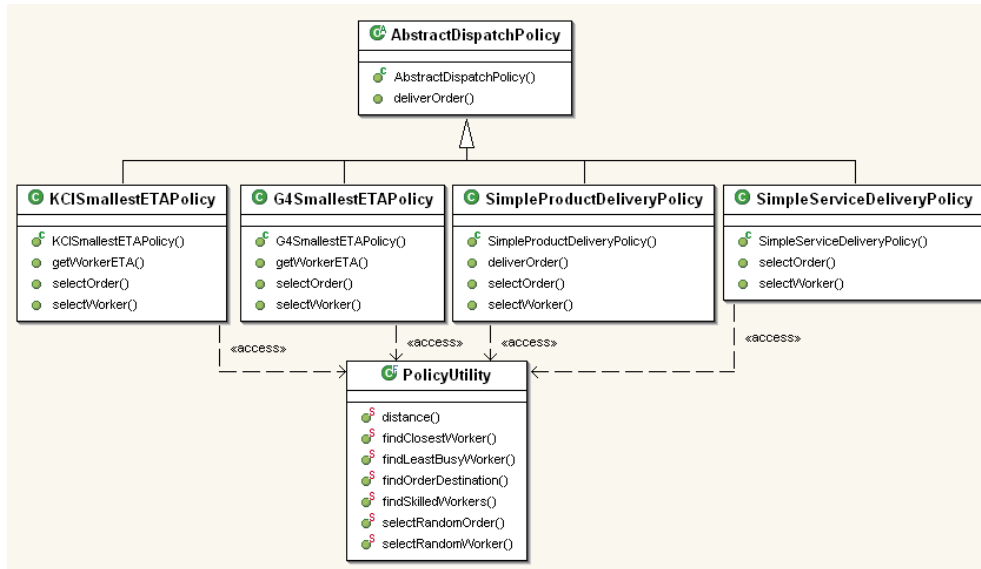 AbstractDispatchPolicy
AbstractDispatchPolicy()
deliverOrder()
KCISmallestETAPolicy
KCISmallestETAPolicy()
getWorkerETA()
selectOrder()
selectWorker()
G4SmallestETAPolicy
G4SmallestETAPolicy()
getWorkerETA()
selectOrder()
selectWorker()
SimpleProductDeliveryPolicy
SimpleProductDeliveryPolicy()
deliverOrder()
selectOrder()
selectWorker()
SimpleServiceDeliveryPolicy
SimpleServiceDeliveryPolicy()
selectOrder()
selectWorker()
«access»
«access»
«access»
«access»
PolicyUtility
distance()
findClosestWorker()
findLeastBusyWorker()
findOrderDestination()
findSkilledWorkers()
selectRandomOrder()
selectRandomWorker()